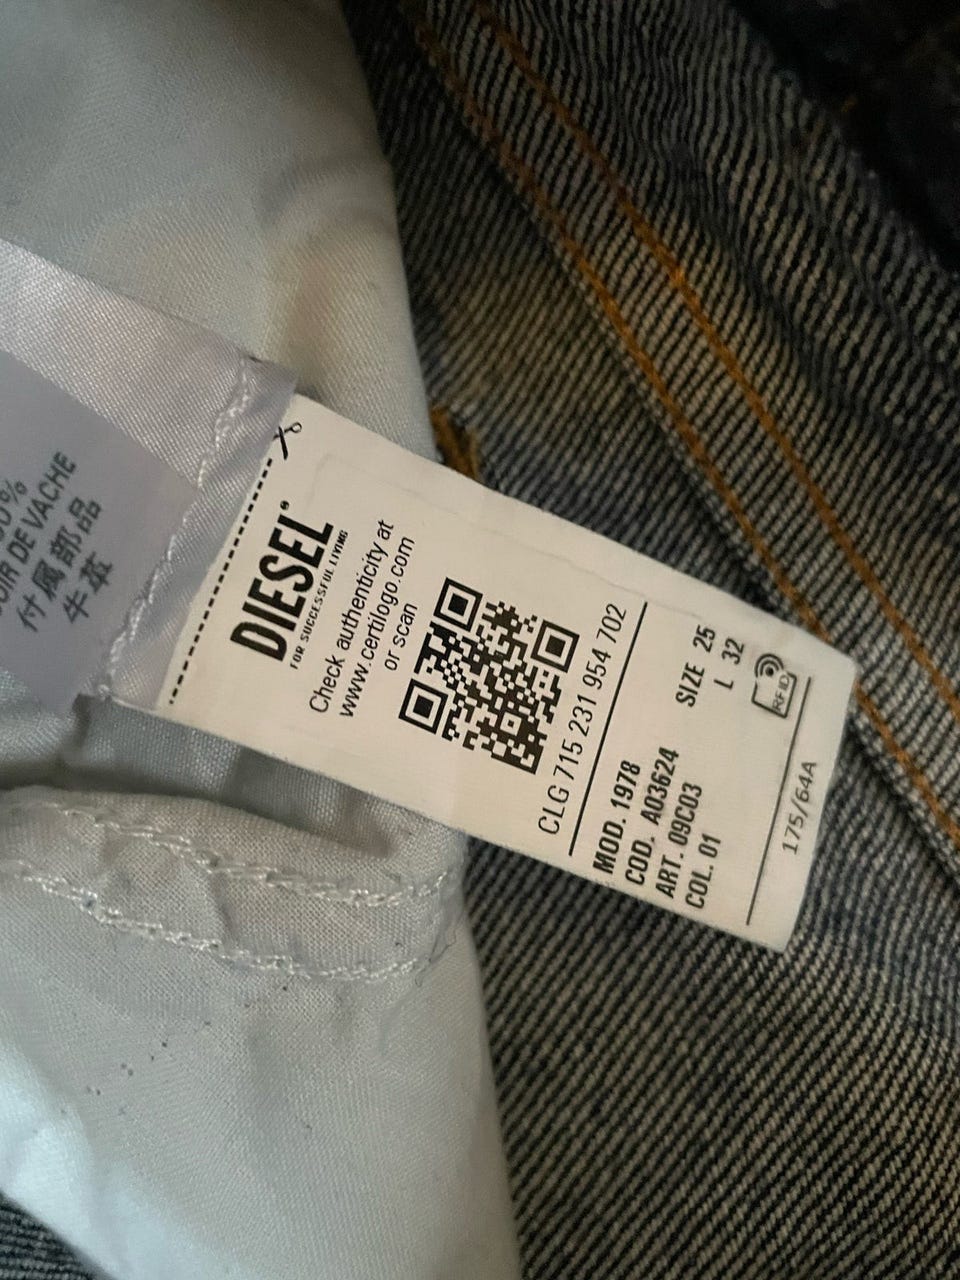 CUIR DE VACHE
付属部品
牛革
DIESEL®
FOR SUCCESSFUL LIVING
Check authenticity at
www.certilogo.com
or scan
CLG 715 231 954 702
MOD. 1978
COD. A03624
ART. 09C03
COL. 01
SIZE 25
L 32
RFID
175/64A